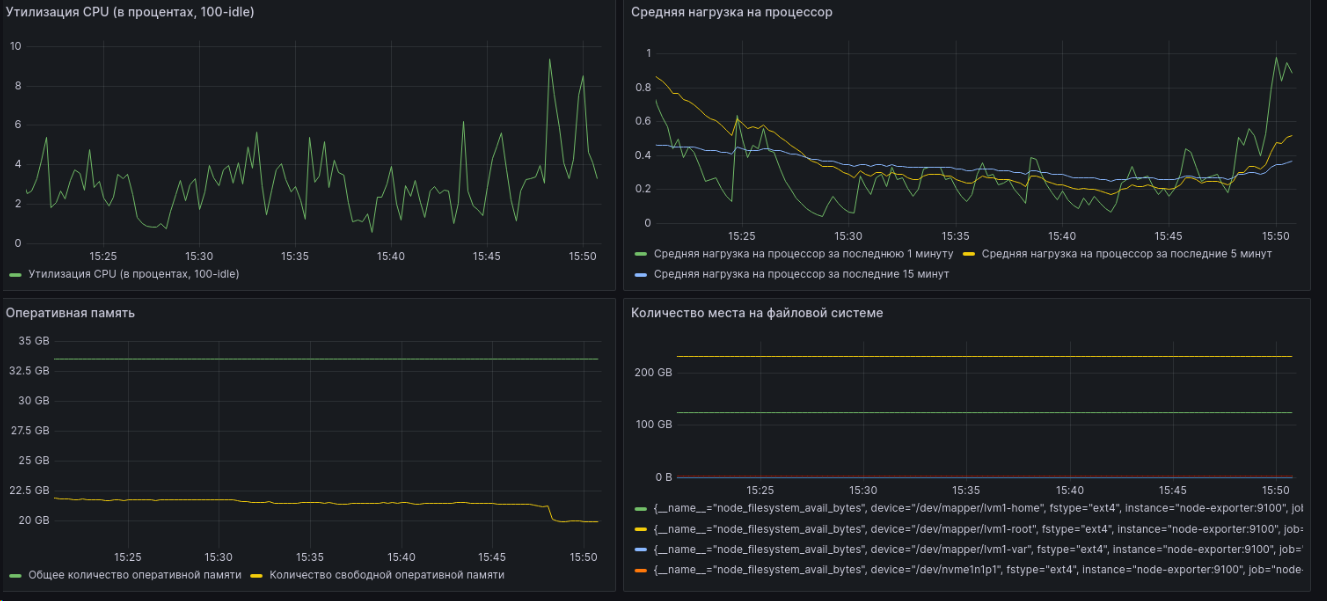 Утилизация CPU (в процентах, 100-idle)
10
8
6
4
2
0
15:25 15:30 15:35 15:40 15:45 15:50
Утилизация CPU (в процентах, 100-idle)
Средняя нагрузка на процессор
1
0.8
0.6
0.4
0.2
0
15:25 15:30 15:35 15:40 15:45 15:50
Средняя нагрузка на процессор за последнюю 1 минуту Средняя нагрузка на процессор за последние 5 минут
Средняя нагрузка на процессор за последние 15 минут
Оперативная память
35 GB
32.5 GB
30 GB
27.5 GB
25 GB
22.5 GB
20 GB
15:25 15:30 15:35 15:40 15:45 15:50
Общее количество оперативной памяти Количество свободной оперативной памяти
Количество места на файловой системе
200 GB
100 GB
0 B
15:25 15:30 15:35 15:40 15:45 15:50
{__name__="node_filesystem_avail_bytes", device="/dev/mapper/lvm1-home", fstype="ext4", instance="node-exporter:9100", jol
{__name__="node_filesystem_avail_bytes", device="/dev/mapper/lvm1-root", fstype="ext4", instance="node-exporter:9100", job=
{__name__="node_filesystem_avail_bytes", device="/dev/mapper/lvm1-var", fstype="ext4", instance="node-exporter:9100", job='
{__name__="node_filesystem_avail_bytes", device="/dev/nvme1n1p1", fstype="ext4", instance="node-exporter:9100", job="node-